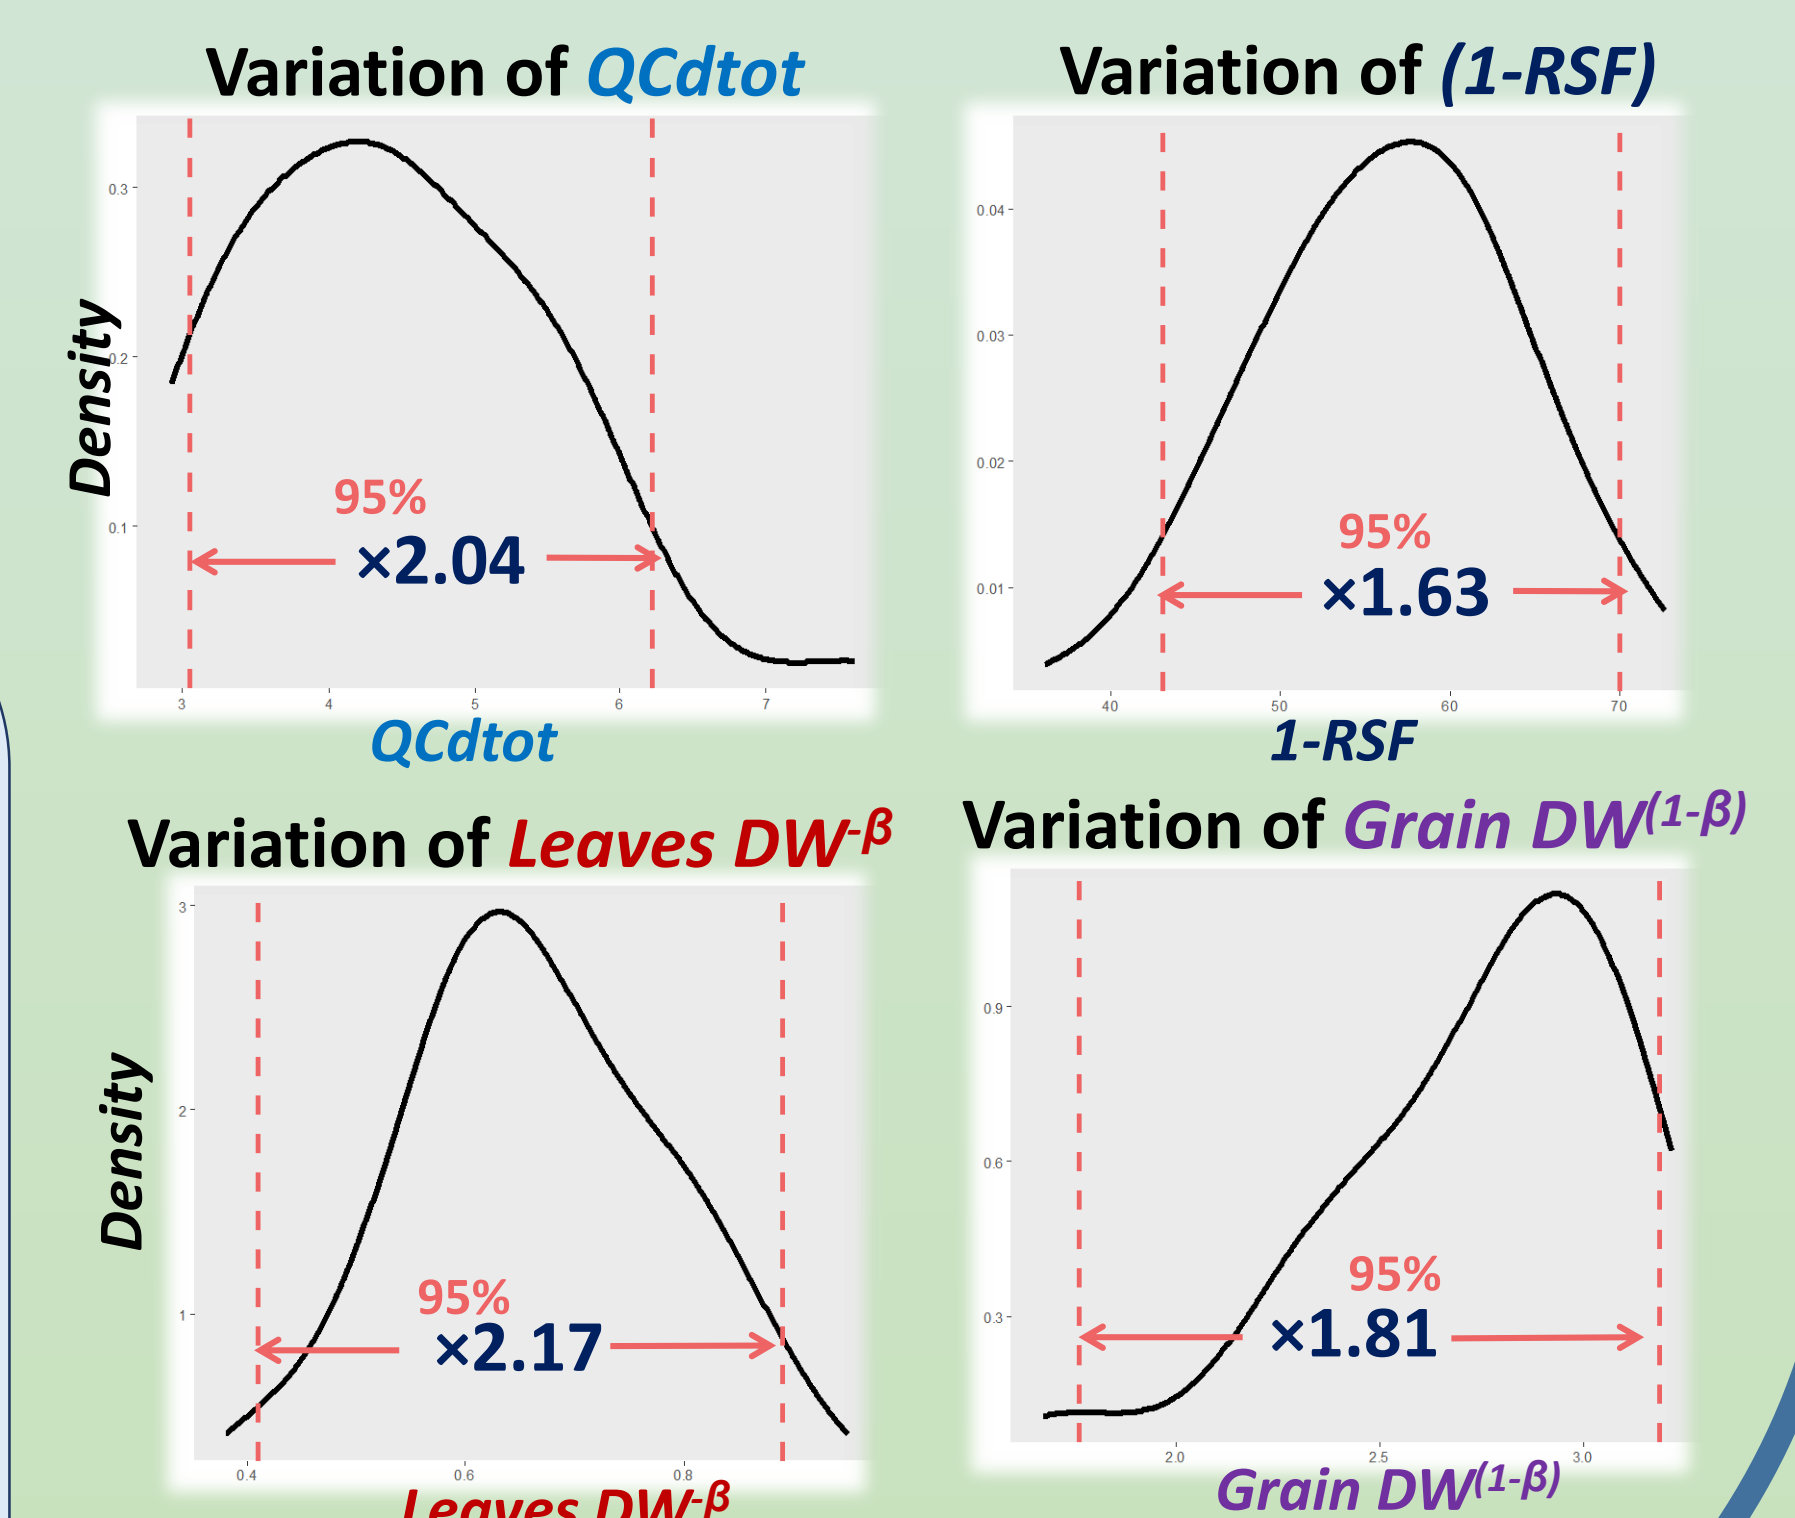 Variation of QCdtot
Density
0.3
0.2
0.1
95%
×2.04
3 4 5 6 7
QCdtot
Variation of (1-RSF)
0.04
0.03
0.02
0.01
95%
×1.63
40 50 60 70
1-RSF
Variation of Leaves DW-β
Density
3
2
1
95%
×2.17
0.4 0.6 0.8
Leaves DW-β
Variation of Grain DW(1-β)
0.9
0.6
0.3
95%
×1.81
2.0 2.5 3.0
Grain DW(1-β)